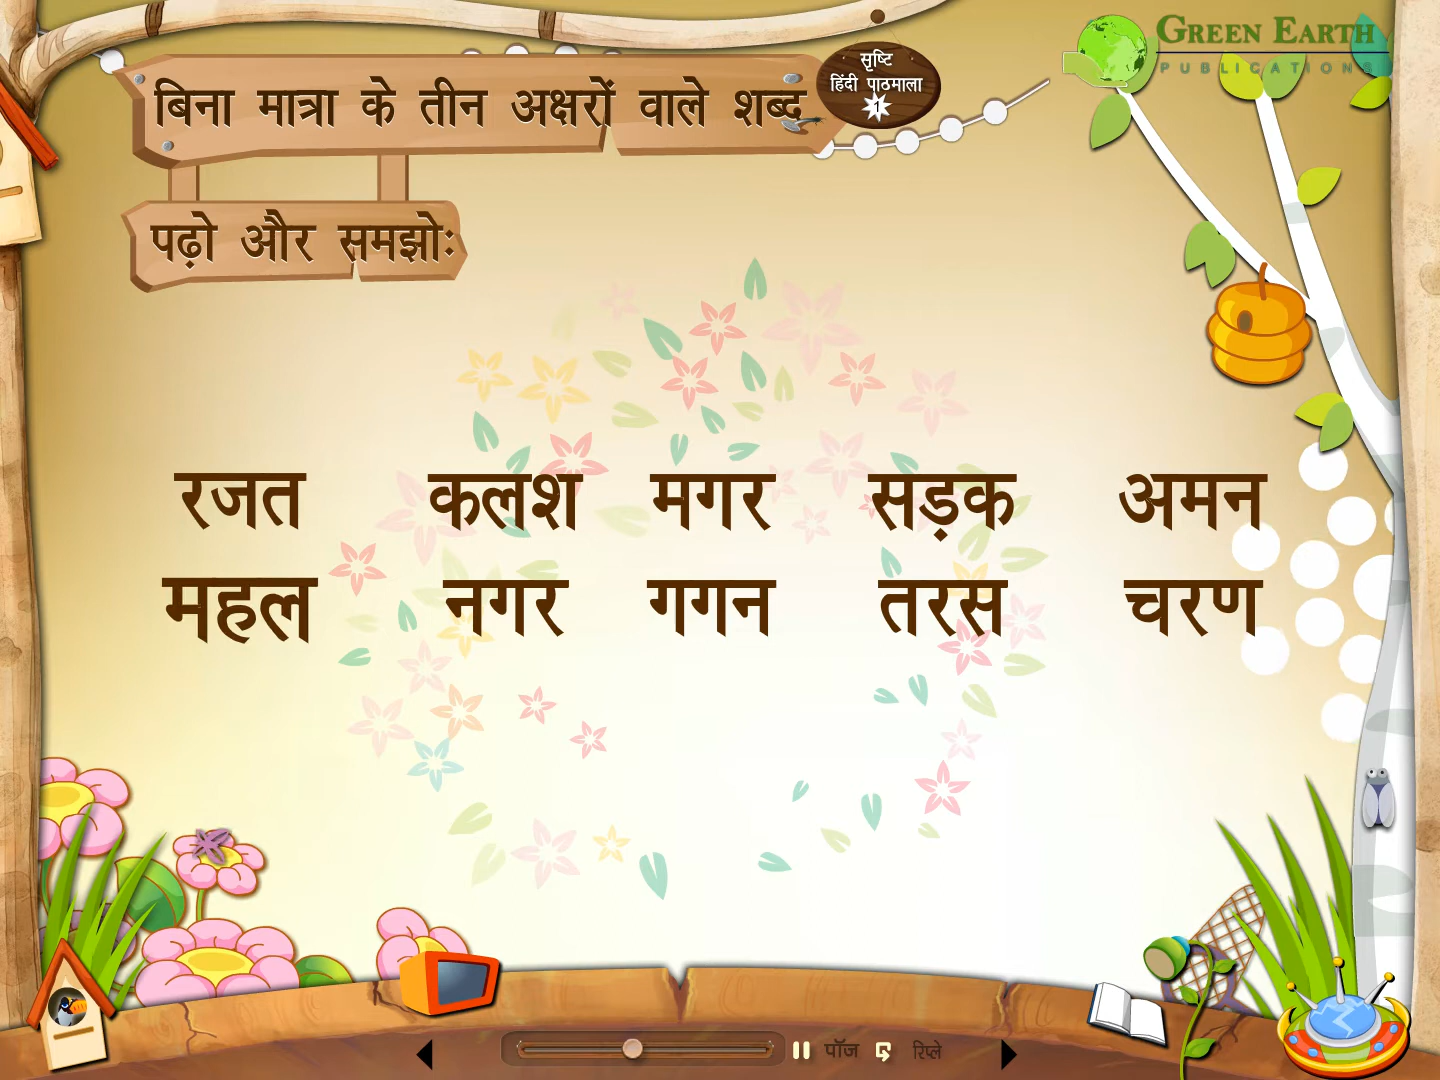 GREEN EARTH
PUBLICATIONS
सृष्टि
हिंदी पाठमाला
1
बिना मात्रा के तीन अक्षरों वाले शब्द
पढ़ो और समझोः
रजत कलश मगर सड़क अमन
महल नगर गगन तरस चरण
पॉज रिप्ले